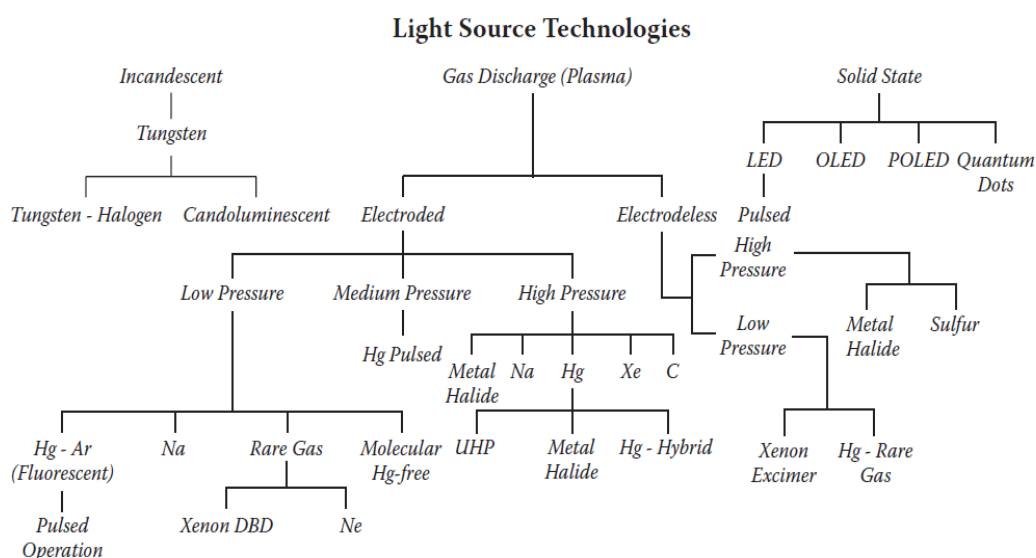 Light Source Technologies
Incandescent
Gas Discharge (Plasma)
Solid State
Tungsten
LED
OLED
POLED
Quantum
Dots
Tungsten - Halogen
Candoluminescent
Electroded
Electrodeless
Pulsed
High
Pressure
Low Pressure
Medium Pressure
High Pressure
Low
Pressure
Metal
Halide
Sulfur
Hg Pulsed
Metal
Halide
Na
Hg
Xe
C
Hg - Ar
(Fluorescent)
Na
Rare Gas
Molecular
Hg-free
UHP
Metal
Halide
Hg - Hybrid
Xenon
Excimer
Hg - Rare
Gas
Pulsed
Operation
Xenon DBD
Ne